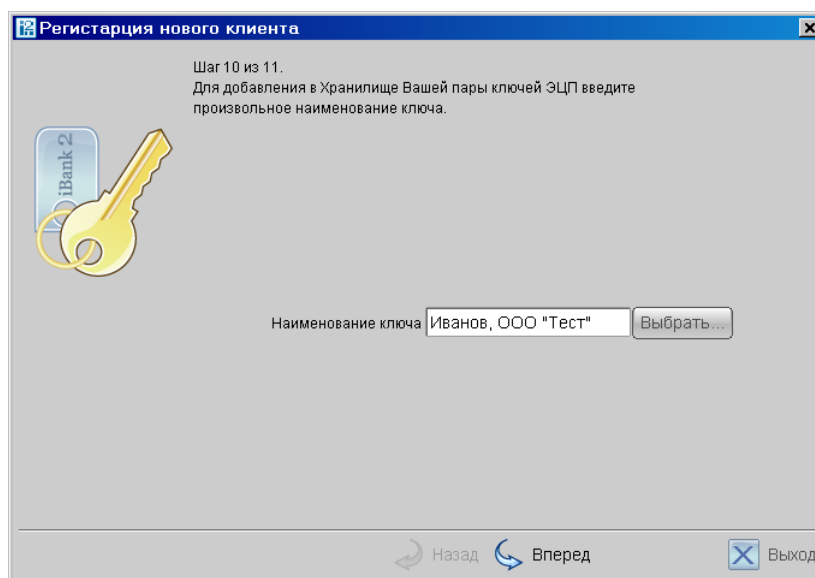 Регистарция нового клиента
Шаг 10 из 11.
Для добавления в Хранилище Вашей пары ключей ЭЦП введите
произвольное наименование ключа.
iBank 2
Наименование ключа Иванов, ООО "Тест" Выбрать...
Назад Вперед Выход